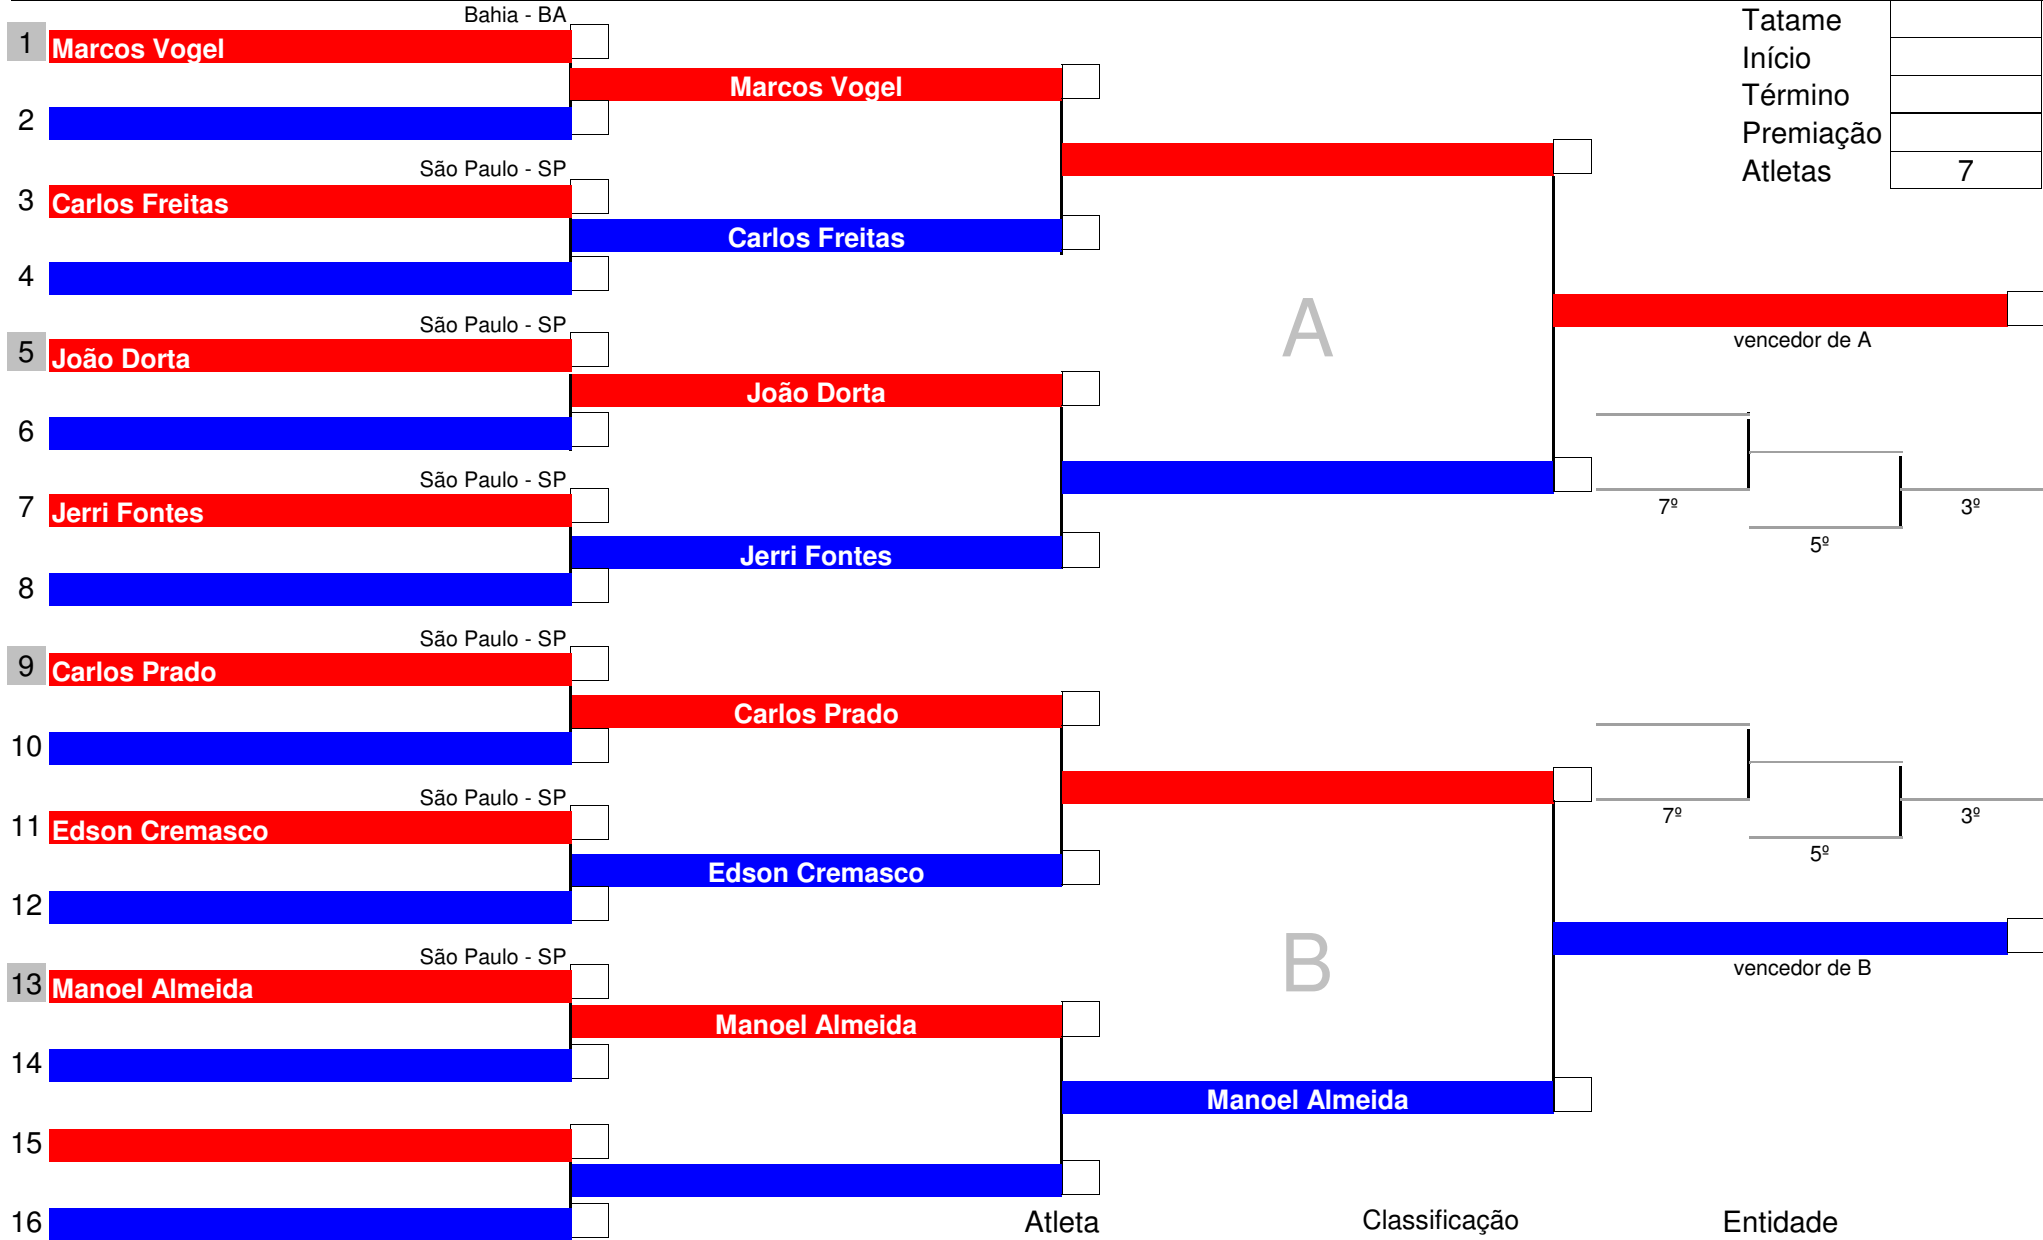 Bahia - BA
1 Marcos Vogel
Marcos Vogel
2
São Paulo - SP
3 Carlos Freitas
Carlos Freitas
4
São Paulo - SP
5 João Dorta
João Dorta
6
São Paulo - SP
7 Jerri Fontes
Jerri Fontes
8
São Paulo - SP
9 Carlos Prado
Carlos Prado
10
São Paulo - SP
11 Edson Cremasco
Edson Cremasco
12
São Paulo - SP
13 Manoel Almeida
Manoel Almeida
14
Manoel Almeida
15
16
A
B
Tatame
Início
Término
Premiação
Atletas 7
vencedor de A
7º
3º
5º
7º
3º
5º
vencedor de B
Atleta Classificação Entidade